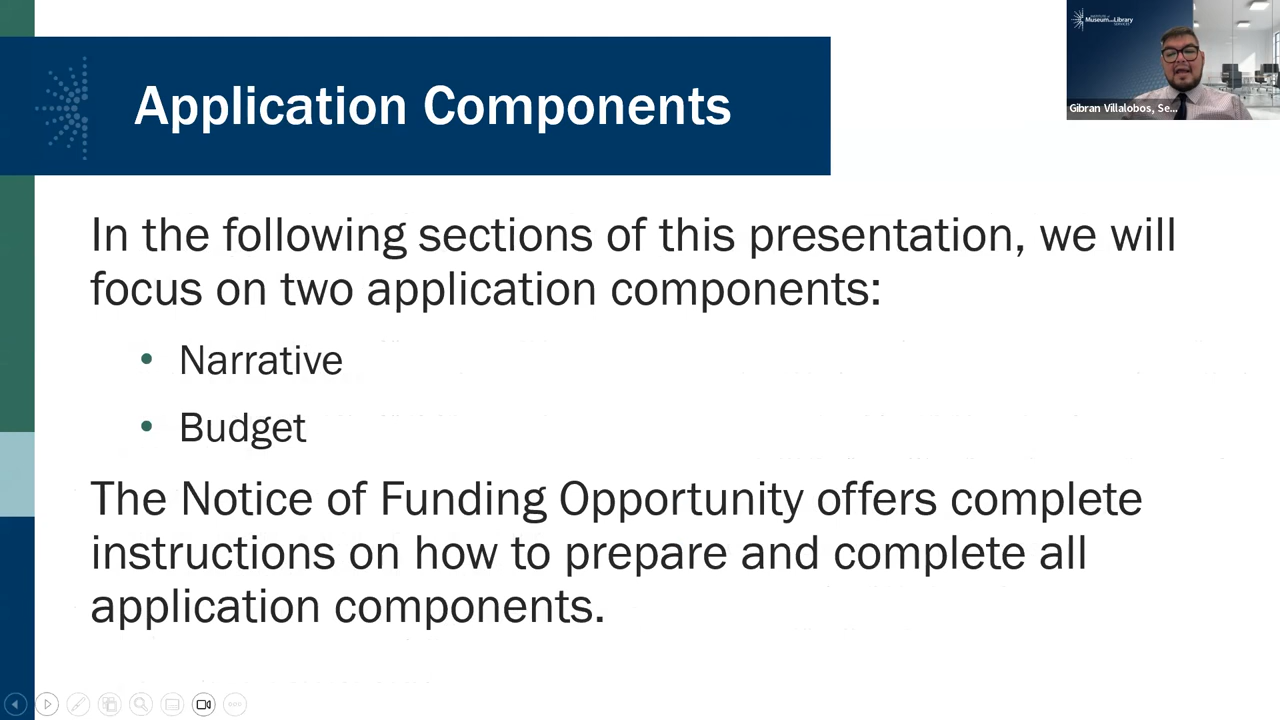 Application Components
In the following sections of this presentation, we will
focus on two application components:
• Narrative
• Budget
The Notice of Funding Opportunity offers complete
instructions on how to prepare and complete all
application components.
Museum and Library
Gibran Villalobos, Se...